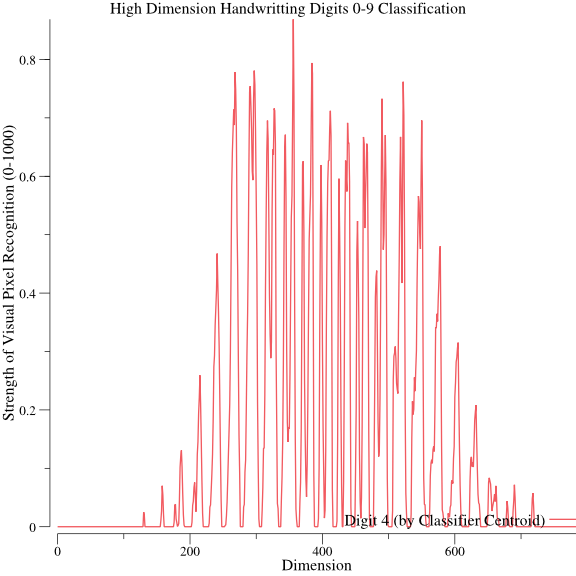 High Dimension Handwritting Digits 0-9 Classification
Strength of Visual Pixel Recognition (0-1000)
0.8
0.6
0.4
0.2
0
Digit 4 (by Classifier Centroid)
0 200 400 600
Dimension